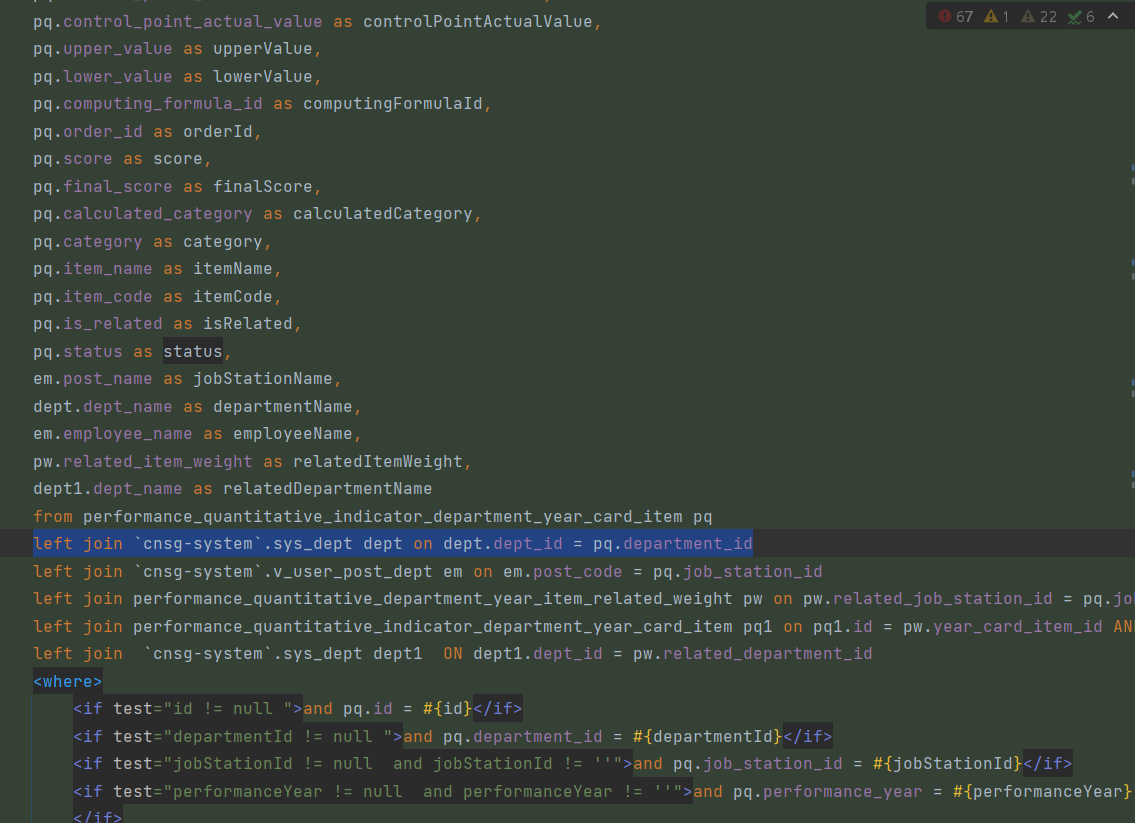 67 1 22 6
pq.control_point_actual_value as controlPointActualValue,
pq.upper_value as upperValue,
pq.lower_value as lowerValue,
pq.computing_formula_id as computingFormulaId,
pq.order_id as orderId,
pq.score as score,
pq.final_score as finalScore,
pq.calculated_category as calculatedCategory,
pq.category as category,
pq.item_name as itemName,
pq.item_code as itemCode,
pq.is_related as isRelated,
pq.status as status,
em.post_name as jobStationName,
dept.dept_name as departmentName,
em.employee_name as employeeName,
pw.related_item_weight as relatedItemWeight,
dept1.dept_name as relatedDepartmentName
from performance_quantitative_indicator_department_year_card_item pq
left join `cnsg-system`.sys_dept dept on dept.dept_id = pq.department_id
left join `cnsg-system`.v_user_post_dept em on em.post_code = pq.job_station_id
left join performance_quantitative_department_year_item_related_weight pw on pw.related_job_station_id = pq.jo
left join performance_quantitative_indicator_department_year_card_item pq1 on pq1.id = pw.year_card_item_id AN
left join  `cnsg-system`.sys_dept dept1  ON dept1.dept_id = pw.related_department_id
<where>
<if test="id != null ">and pq.id = #{id}</if>
<if test="departmentId != null ">and pq.department_id = #{departmentId}</if>
<if test="jobStationId != null  and jobStationId != ''">and pq.job_station_id = #{jobStationId}</if>
<if test="performanceYear != null  and performanceYear != ''">and pq.performance_year = #{performanceYear}
</if>